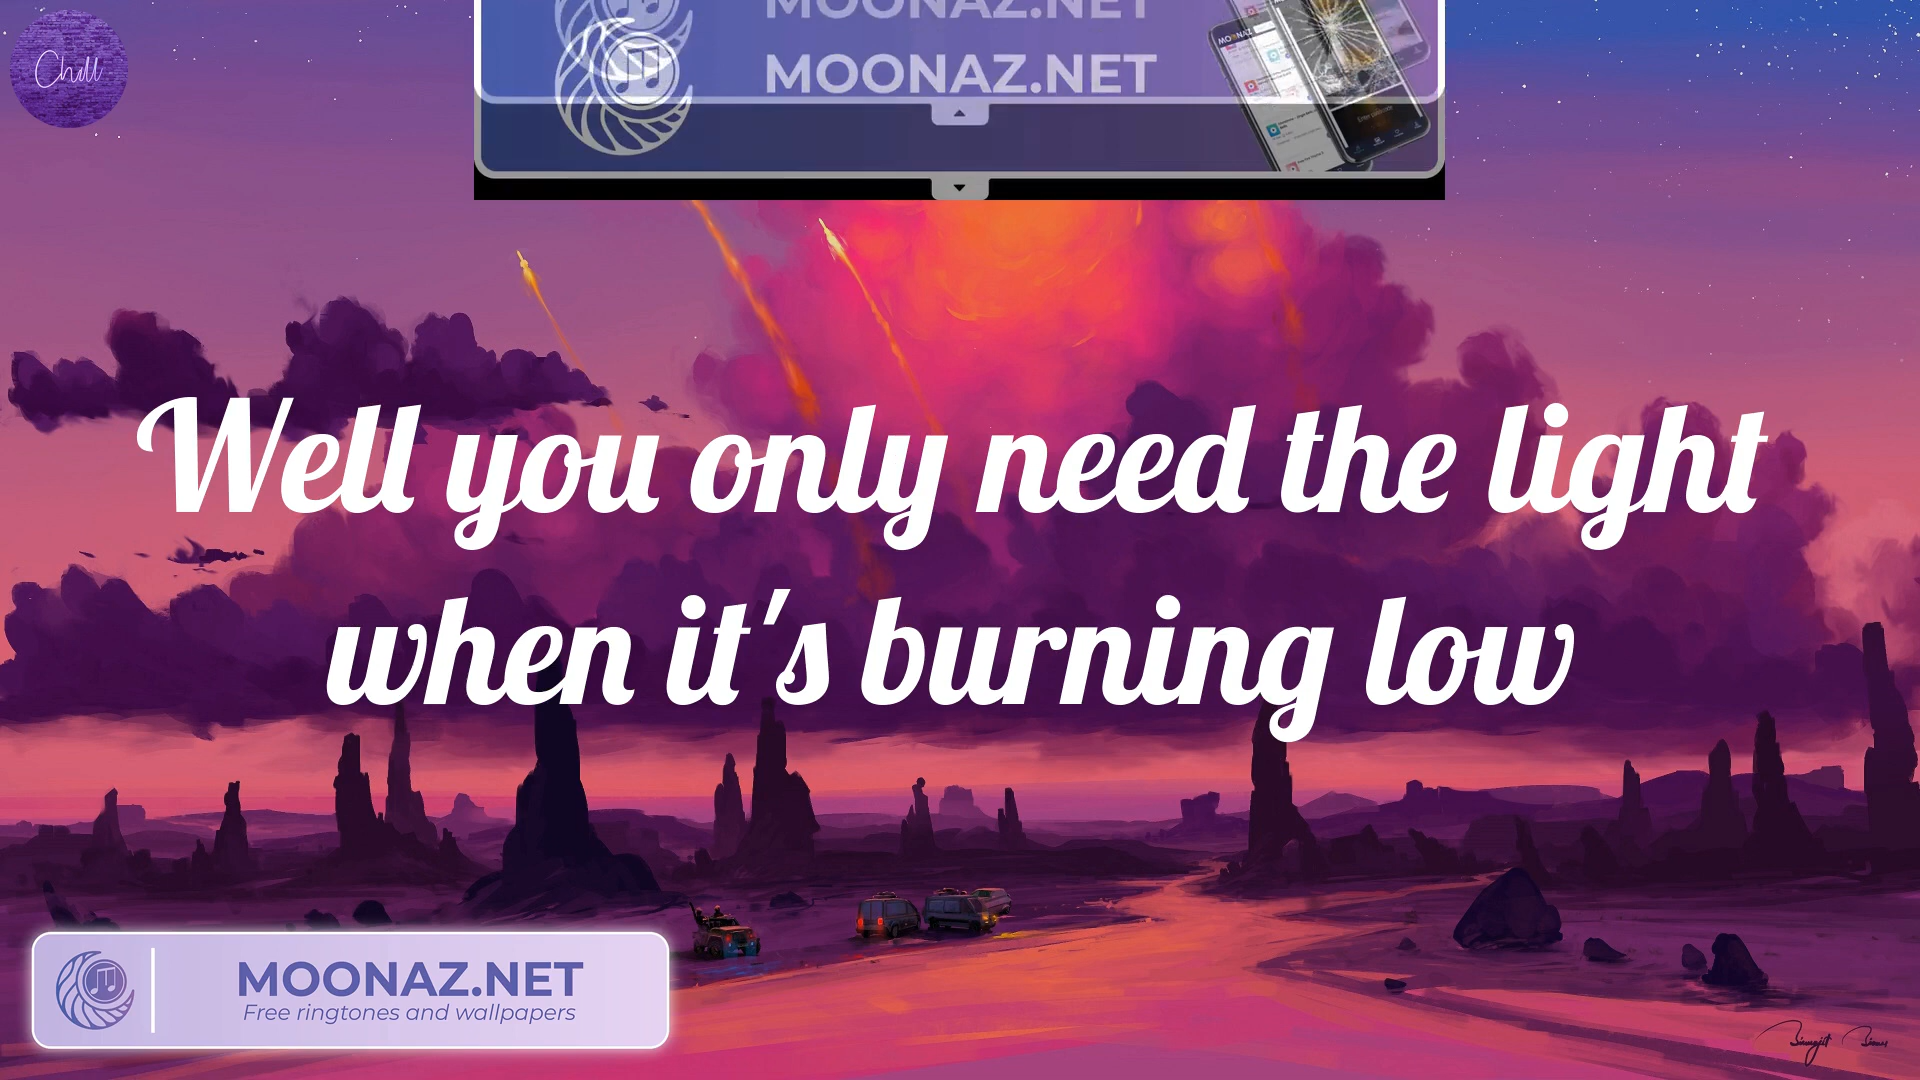 Chill
MOONAZ.NET
MOONAZ.NET
Well you only need the light
when it's burning low
MOONAZ.NET
Free ringtones and wallpapers